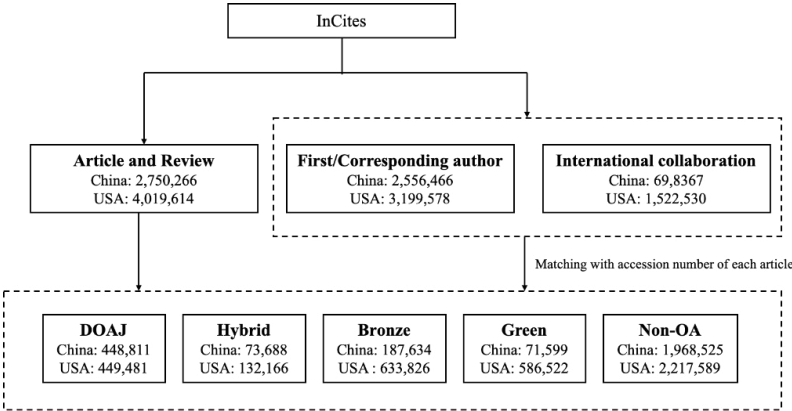 InCites
Article and Review
China: 2,750,266
USA: 4,019,614
First/Corresponding author
China: 2,556,466
USA: 3,199,578
International collaboration
China: 69,8367
USA: 1,522,530
Matching with accession number of each article
DOAJ
China: 448,811
USA: 449,481
Hybrid
China: 73,688
USA: 132,166
Bronze
China: 187,634
USA : 633,826
Green
China: 71,599
USA: 586,522
Non-OA
China: 1,968,525
USA: 2,217,589